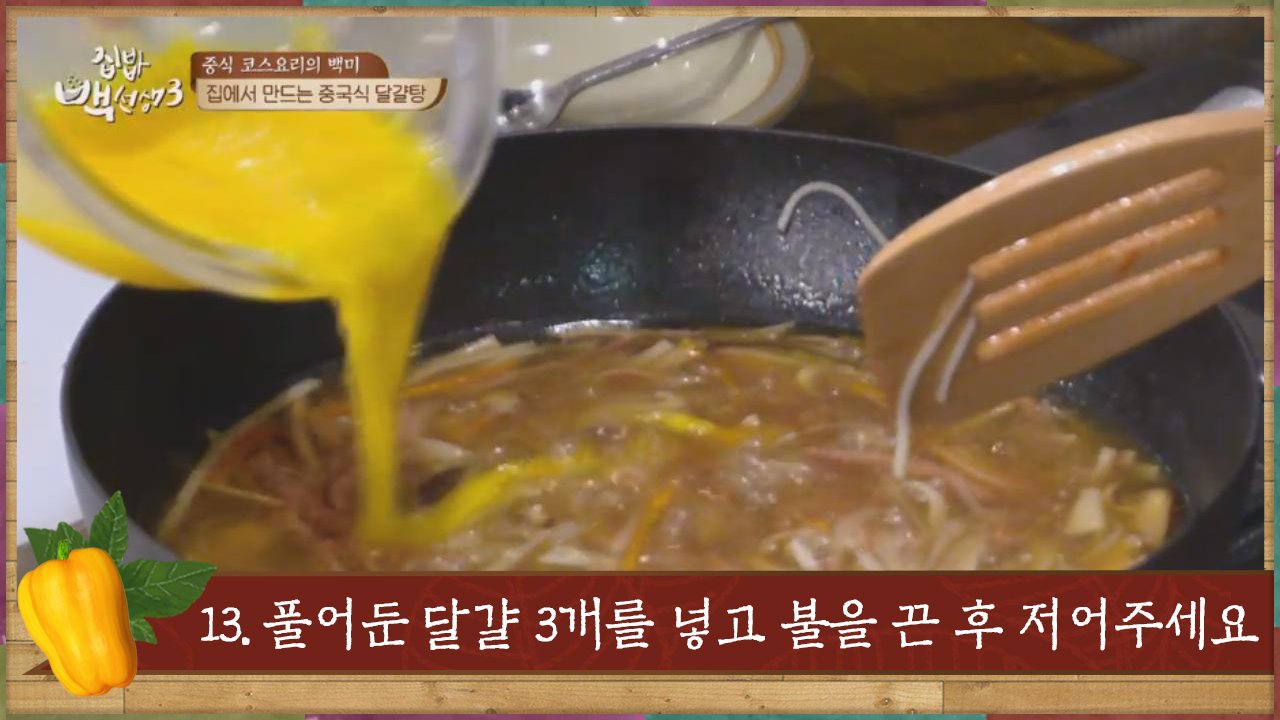 집밥
백선생3
중식 코스요리의 백미
집에서 만드는 중국식 달걀탕
13. 풀어둔 달걀 3개를 넣고 불을 끈 후 저어주세요